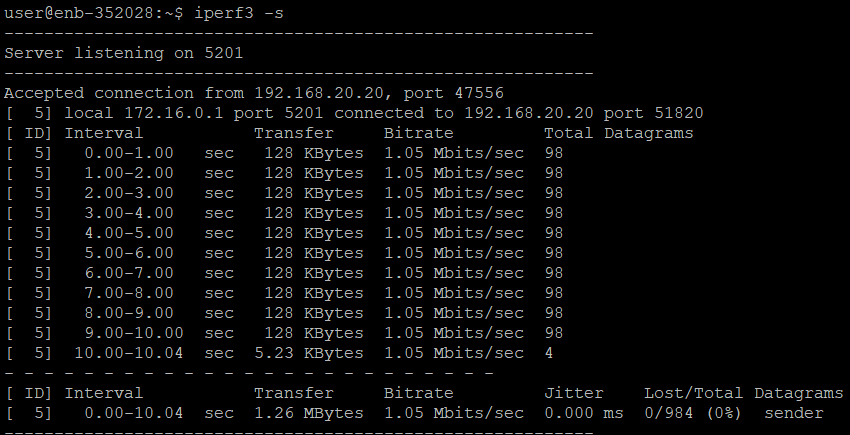 user@enb-352028:~$ iperf3 -s
-----------------------------------------------------------
Server listening on 5201
-----------------------------------------------------------
Accepted connection from 192.168.20.20, port 47556
[  5] local 172.16.0.1 port 5201 connected to 192.168.20.20 port 51820
[ ID] Interval           Transfer     Bitrate         Total Datagrams
[  5]   0.00-1.00   sec   128 KBytes  1.05 Mbits/sec  98
[  5]   1.00-2.00   sec   128 KBytes  1.05 Mbits/sec  98
[  5]   2.00-3.00   sec   128 KBytes  1.05 Mbits/sec  98
[  5]   3.00-4.00   sec   128 KBytes  1.05 Mbits/sec  98
[  5]   4.00-5.00   sec   128 KBytes  1.05 Mbits/sec  98
[  5]   5.00-6.00   sec   128 KBytes  1.05 Mbits/sec  98
[  5]   6.00-7.00   sec   128 KBytes  1.05 Mbits/sec  98
[  5]   7.00-8.00   sec   128 KBytes  1.05 Mbits/sec  98
[  5]   8.00-9.00   sec   128 KBytes  1.05 Mbits/sec  98
[  5]   9.00-10.00  sec   128 KBytes  1.05 Mbits/sec  98
[  5]  10.00-10.04  sec  5.23 KBytes  1.05 Mbits/sec  4
- - - - - - - - - - - - - - - - - - - - - - - - -
[ ID] Interval           Transfer     Bitrate         Jitter    Lost/Total Datagrams
[  5]   0.00-10.04  sec  1.26 MBytes  1.05 Mbits/sec  0.000 ms  0/984 (0%)  sender
-----------------------------------------------------------